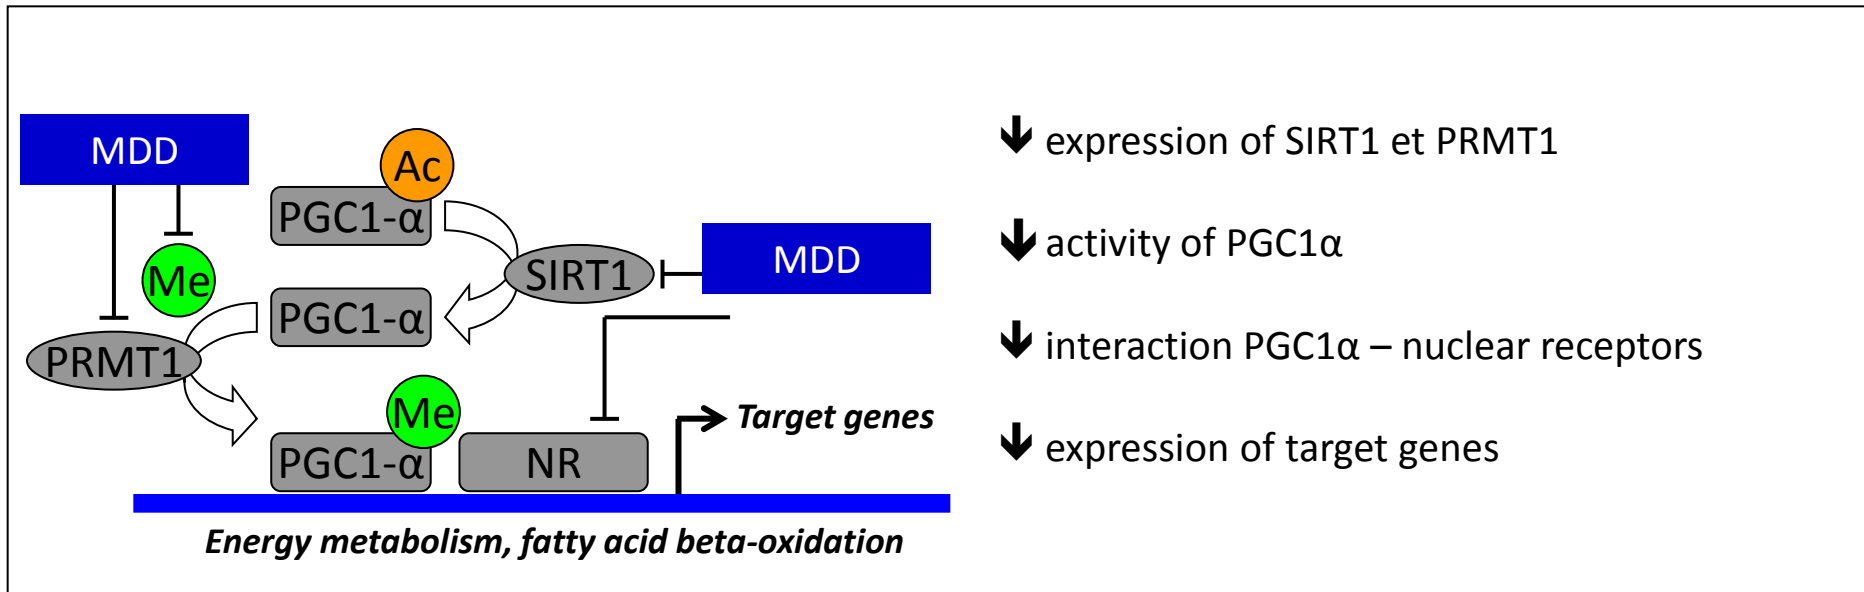 MDD
Ac
PGC1-α
Me
SIRT1
MDD
PGC1-α
PRMT1
Me
Target genes
PGC1-α
NR
Energy metabolism, fatty acid beta-oxidation
expression of SIRT1 et PRMT1
activity of PGC1α
interaction PGC1α – nuclear receptors
expression of target genes